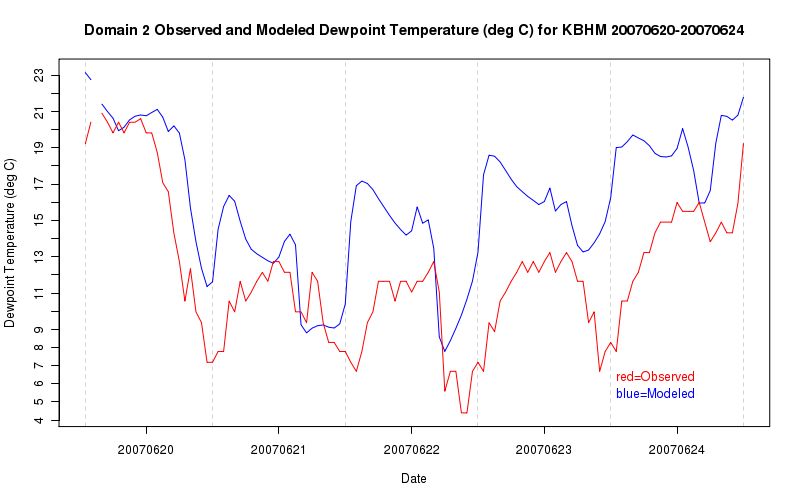 Domain 2 Observed and Modeled Dewpoint Temperature (deg C) for KBHM 20070620-20070624
Dewpoint Temperature (deg C)
23
21
19
17
15
13
11
9
8
7
6
5
4
red=Observed
blue=Modeled
20070620 20070621 20070622 20070623 20070624
Date